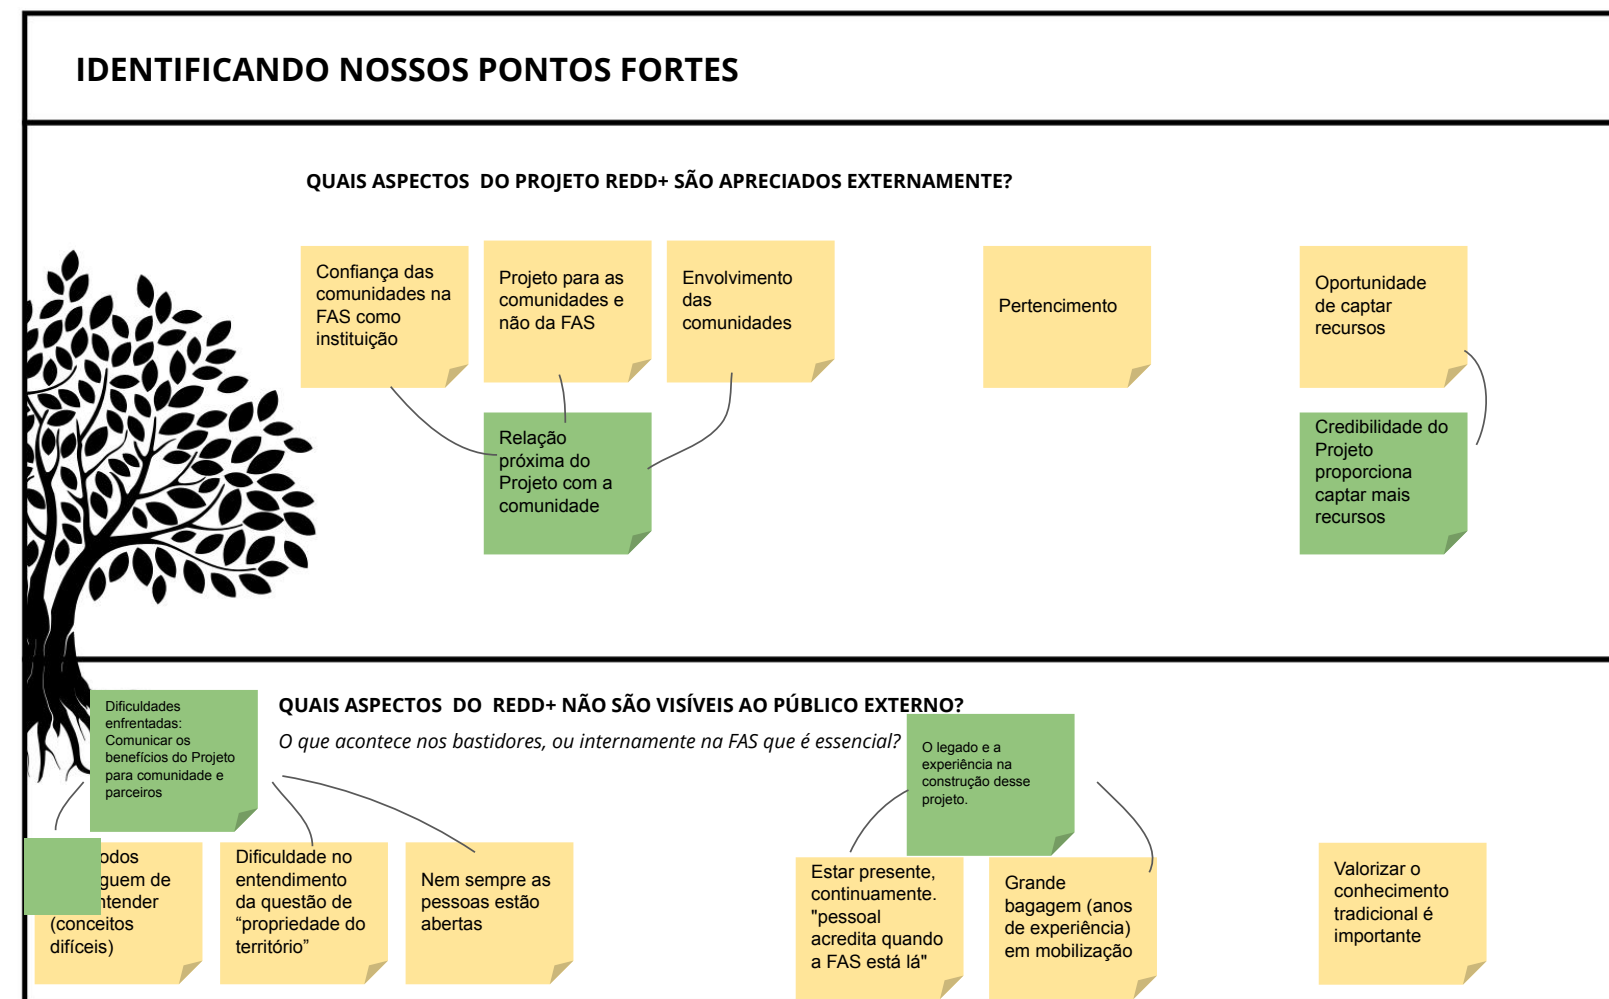 IDENTIFICANDO NOSSOS PONTOS FORTES
QUAIS ASPECTOS DO PROJETO REDD+ SÃO APRECIADOS EXTERNAMENTE?
Confiança das
comunidades na
FAS como
instituição
Projeto para as
comunidades e
não da FAS
Envolvimento
das
comunidades
Pertencimento
Oportunidade
de captar
recursos
Relação
próxima do
Projeto com a
comunidade
Credibilidade do
Projeto
proporciona
captar mais
recursos
QUAIS ASPECTOS DO REDD+ NÃO SÃO VISÍVEIS AO PÚBLICO EXTERNO?
O que acontece nos bastidores, ou internamente na FAS que é essencial?
Dificuldades
enfrentadas:
Comunicar os
benefícios do Projeto
para comunidade e
parceiros
O legado e a
experiência na
construção desse
projeto.
odos
guem de
ntender
(conceitos
difíceis)
Dificuldade no
entendimento
da questão de
“propriedade do
território”
Nem sempre as
pessoas estão
abertas
Estar presente,
continuamente.
"pessoal
acredita quando
a FAS está lá"
Grande
bagagem (anos
de experiência)
em mobilização
Valorizar o
conhecimento
tradicional é
importante